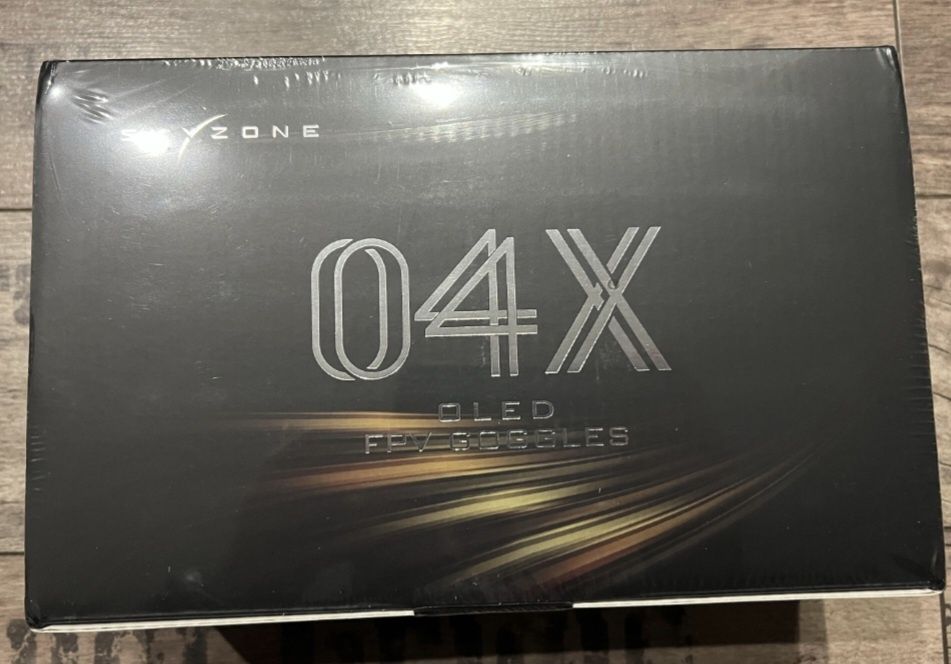 SKYZONE
04X
OLED
FPV GOGGLES